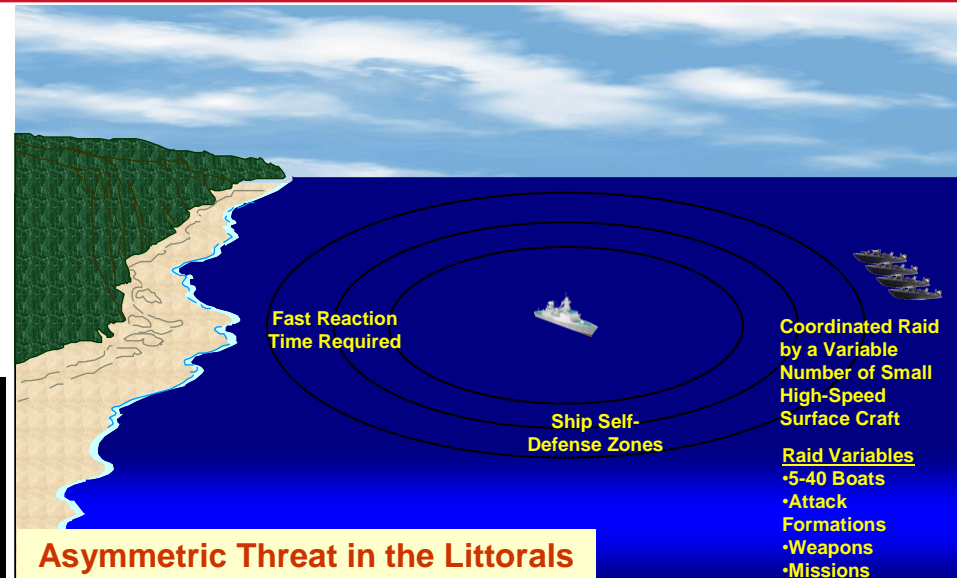 Fast Reaction
Time Required
Ship Self-
Defense Zones
Coordinated Raid
by a Variable
Number of Small
High-Speed
Surface Craft
Raid Variables
•5-40 Boats
•Attack
Formations
•Weapons
•Missions
Asymmetric Threat in the Littorals